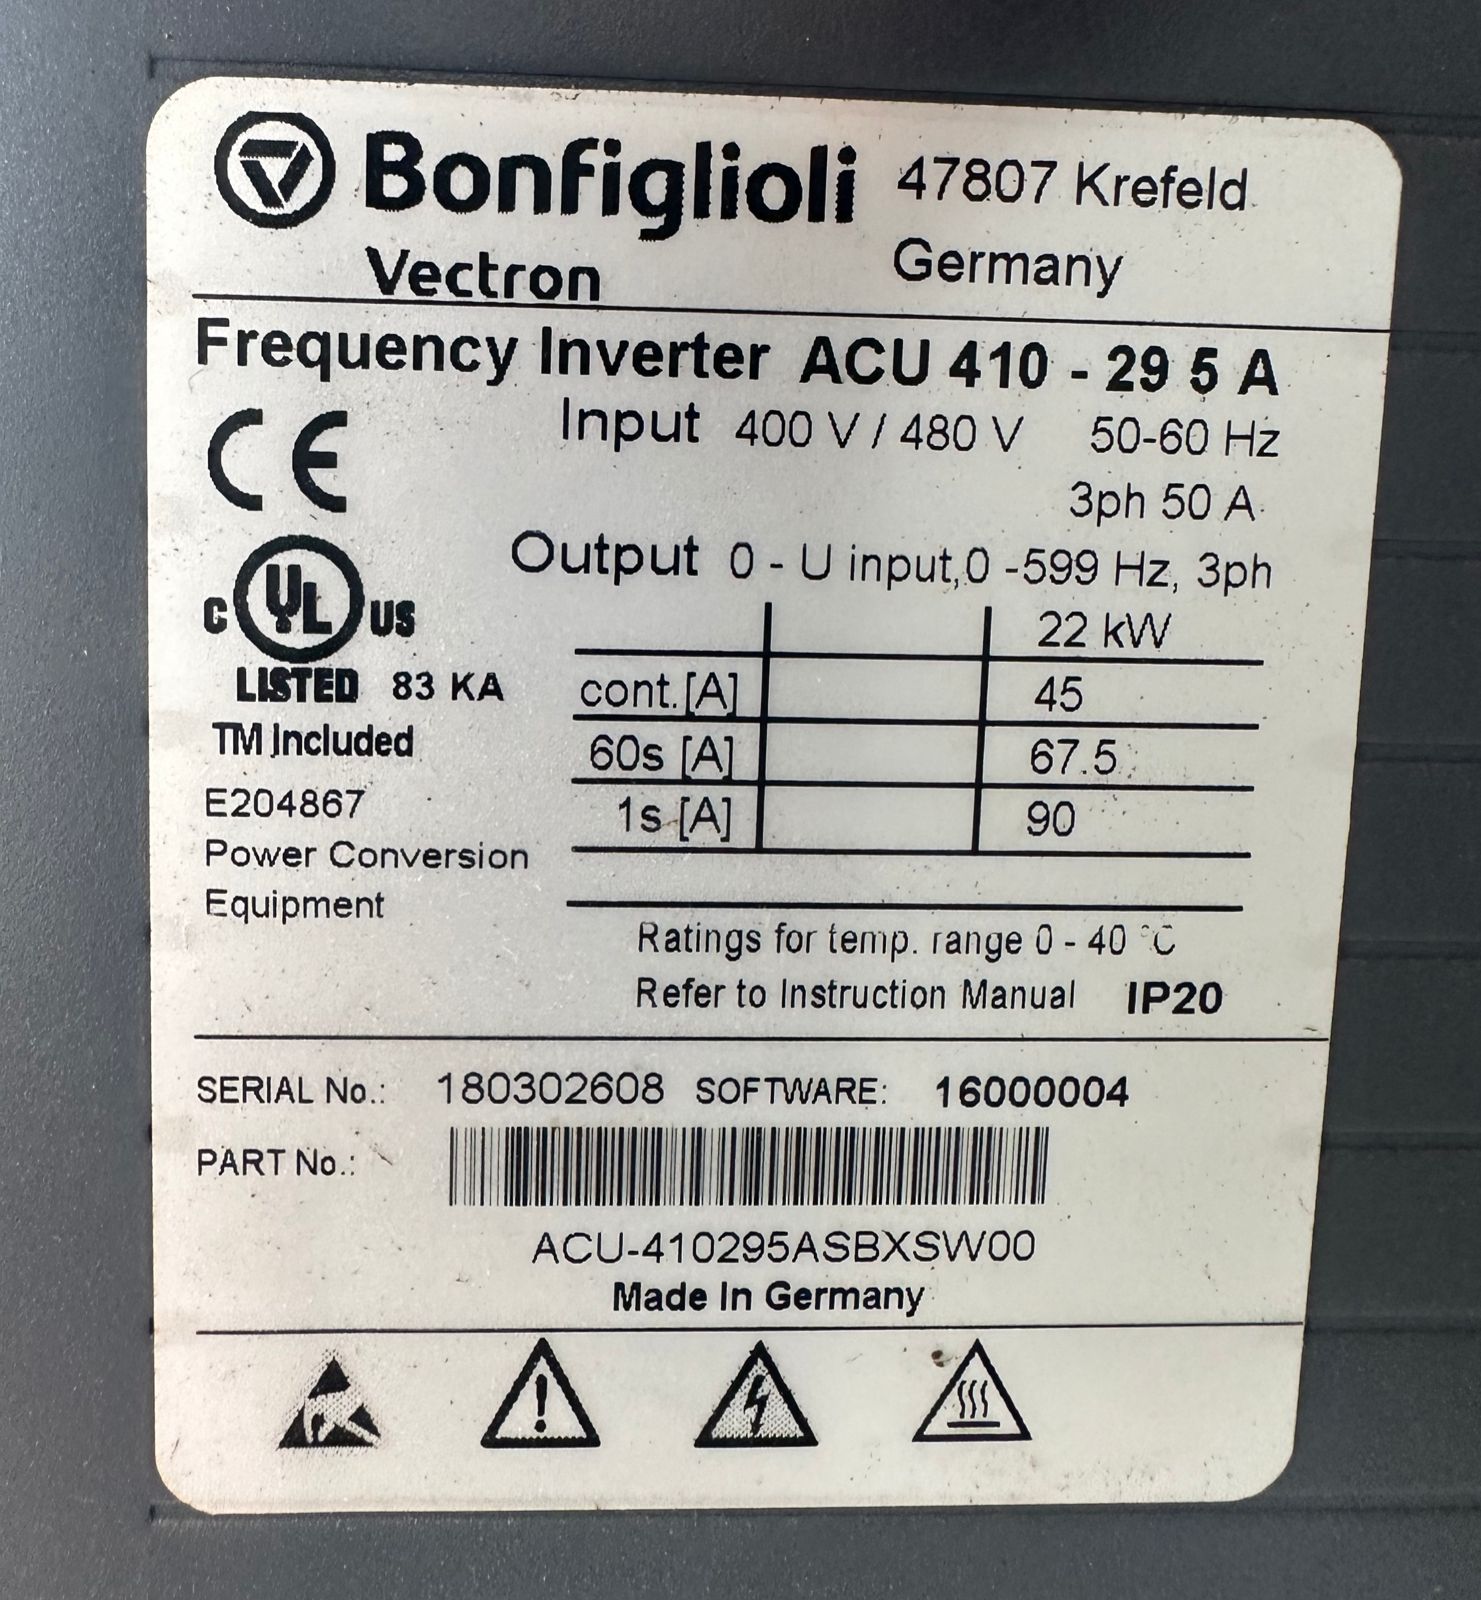 Bonfiglioli 47807 Krefeld
Vectron Germany
Frequency Inverter ACU 410 - 29 5 A
CE
Input 400 V / 480 V 50-60 Hz
3ph 50 A
Output 0 - U input,0 -599 Hz, 3ph
C UL US
LISTED 83 KA
TM Included
E204867
Power Conversion
Equipment
22 kW
cont.[A] 45
60s [A] 67.5
1s [A] 90
Ratings for temp. range 0 - 40 °C
Refer to Instruction Manual IP20
SERIAL No.: 180302608 SOFTWARE: 16000004
PART No.:
ACU-410295ASBXSW00
Made In Germany